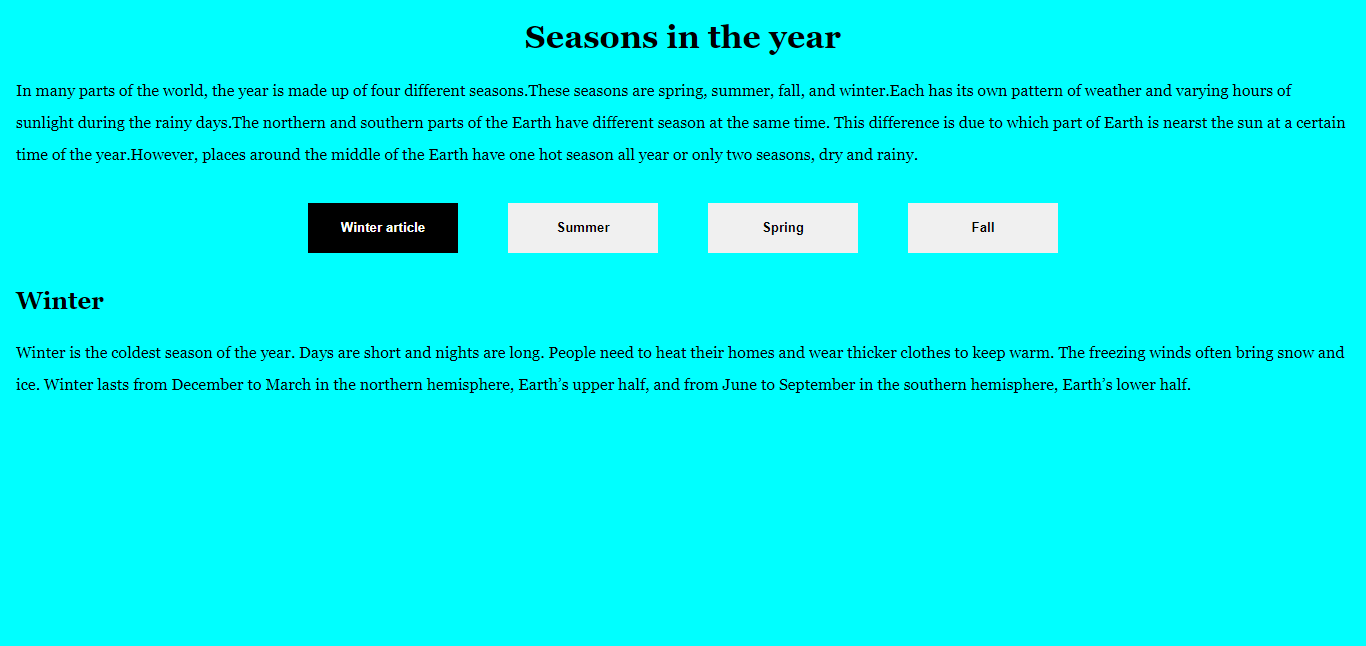 Seasons in the year
In many parts of the world, the year is made up of four different seasons.These seasons are spring, summer, fall, and winter.Each has its own pattern of weather and varying hours of
sunlight during the rainy days.The northern and southern parts of the Earth have different season at the same time. This difference is due to which part of Earth is nearst the sun at a certain
time of the year.However, places around the middle of the Earth have one hot season all year or only two seasons, dry and rainy.
Winter article
Summer
Spring
Fall
Winter
Winter is the coldest season of the year. Days are short and nights are long. People need to heat their homes and wear thicker clothes to keep warm. The freezing winds often bring snow and
ice. Winter lasts from December to March in the northern hemisphere, Earth’s upper half, and from June to September in the southern hemisphere, Earth’s lower half.